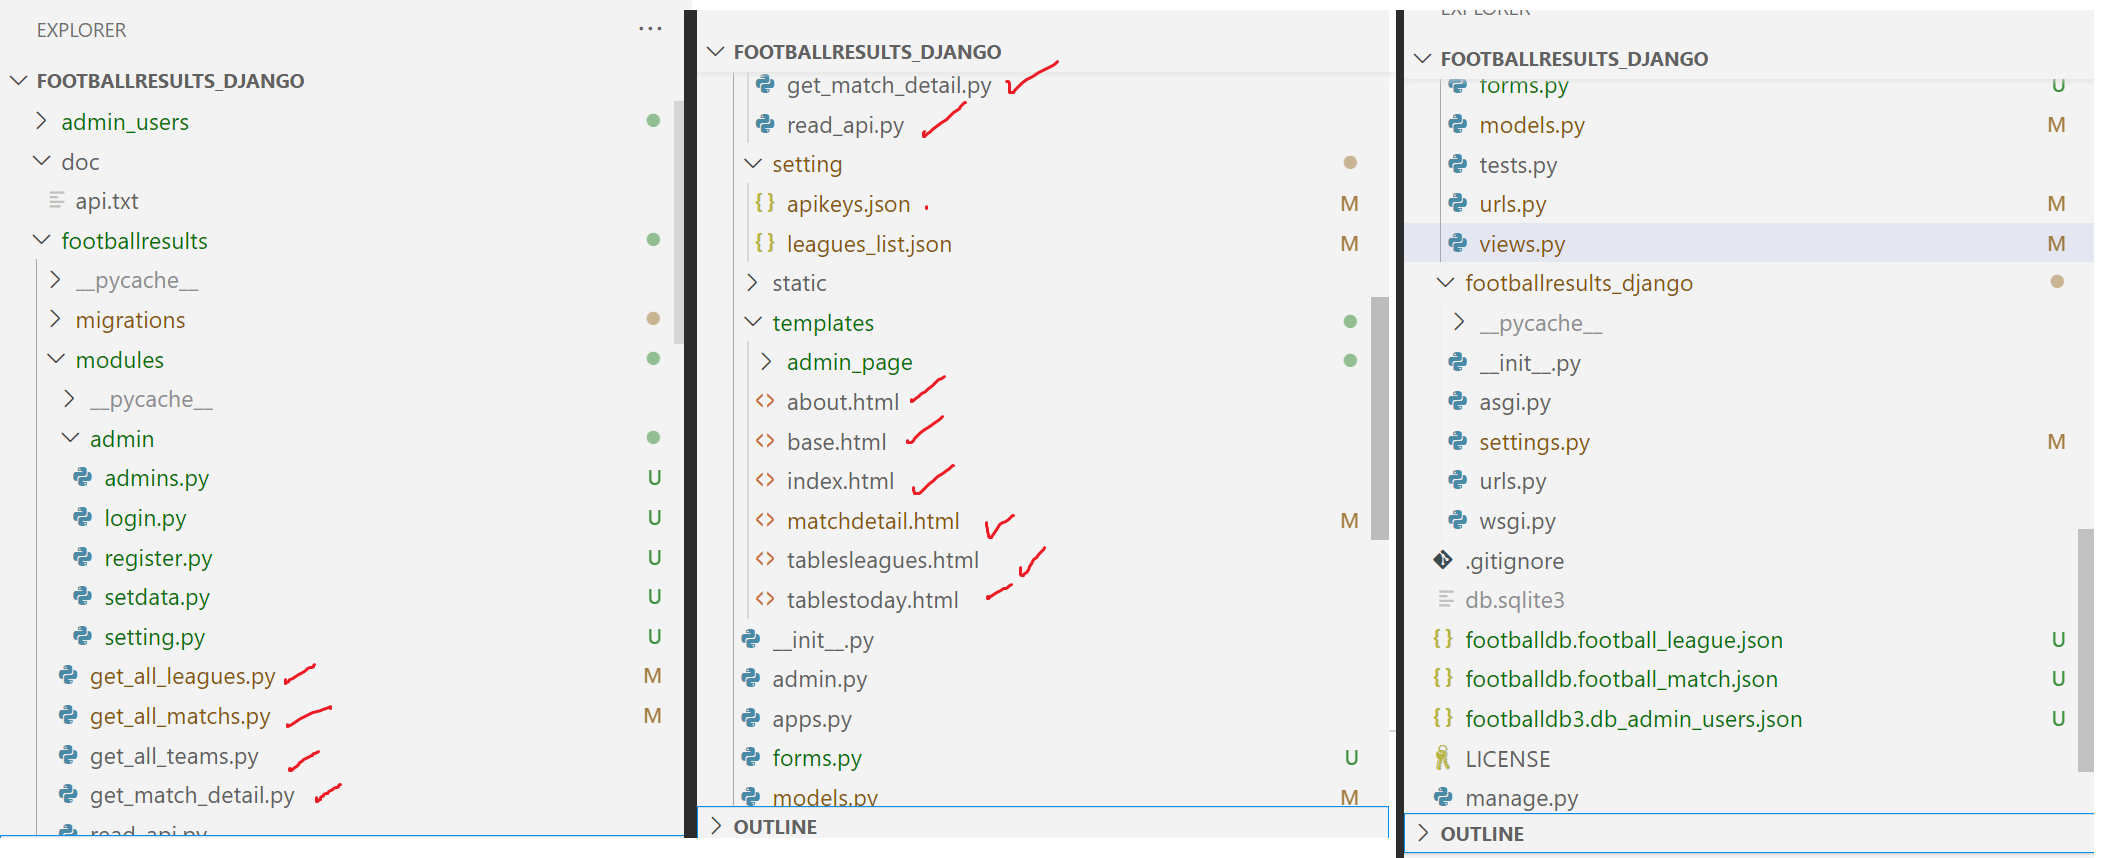 EXPLORER
FOOTBALLRESULTS_DJANGO
admin_users
doc
api.txt
footballresults
__pycache__
migrations
modules
__pycache__
admin
admins.py U
login.py U
register.py U
setdata.py U
setting.py U
get_all_leagues.py M
get_all_matchs.py M
get_all_teams.py
get_match_detail.py
read_api.py
FOOTBALLRESULTS_DJANGO
get_match_detail.py
read_api.py
setting
apikeys.json M
leagues_list.json M
static
templates
admin_page
about.html
base.html
index.html
matchdetail.html M
tablesleagues.html
tablestoday.html
__init__.py
admin.py
apps.py
forms.py U
models.py M
OUTLINE
EXPLORER
FOOTBALLRESULTS_DJANGO
forms.py U
models.py M
tests.py
urls.py M
views.py M
footballresults_django
__pycache__
__init__.py
asgi.py
settings.py M
urls.py
wsgi.py
.gitignore
db.sqlite3
footballdb.football_league.json U
footballdb.football_match.json U
footballdb3.db_admin_users.json U
LICENSE
manage.py
OUTLINE